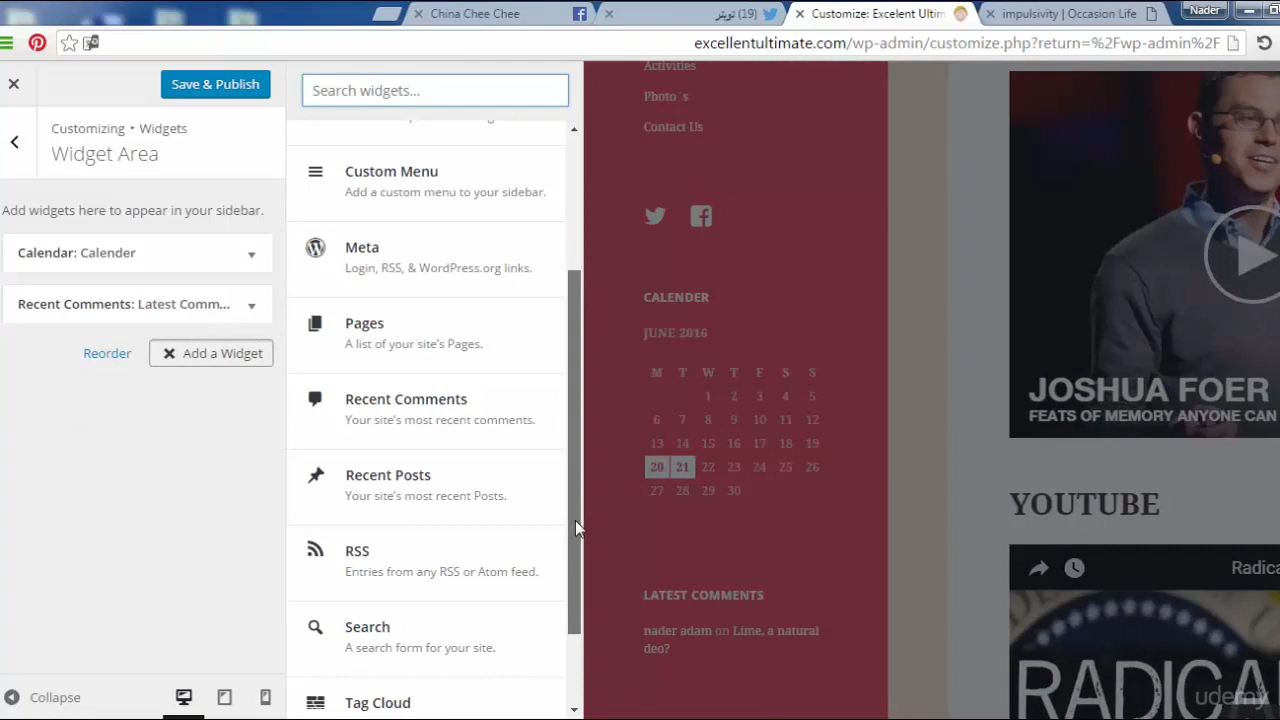 China Chee Chee
(19) تويتر
Customize: Excelent Ultim
impulsivity | Occasion Life
Nader
excellentultimate.com/wp-admin/customize.php?return=%2Fwp-admin%2F
Save & Publish
Customizing • Widgets
Widget Area
Add widgets here to appear in your sidebar.
Calendar: Calender
Recent Comments: Latest Comm...
Reorder
Add a Widget
Collapse
Search widgets...
Custom Menu
Add a custom menu to your sidebar.
Meta
Login, RSS, & WordPress.org links.
Pages
A list of your site's Pages.
Recent Comments
Your site's most recent comments.
Recent Posts
Your site's most recent Posts.
RSS
Entries from any RSS or Atom feed.
Search
A search form for your site.
Tag Cloud
Activities
Photo`s
Contact Us
CALENDER
JUNE 2016
M T W T F S S
1 2 3 4 5
6 7 8 9 10 11 12
13 14 15 16 17 18 19
20 21 22 23 24 25 26
27 28 29 30
LATEST COMMENTS
nader adam on Lime, a natural
deo?
JOSHUA FOER
FEATS OF MEMORY ANYONE CAN
YOUTUBE
Radica
RADICA
udemy